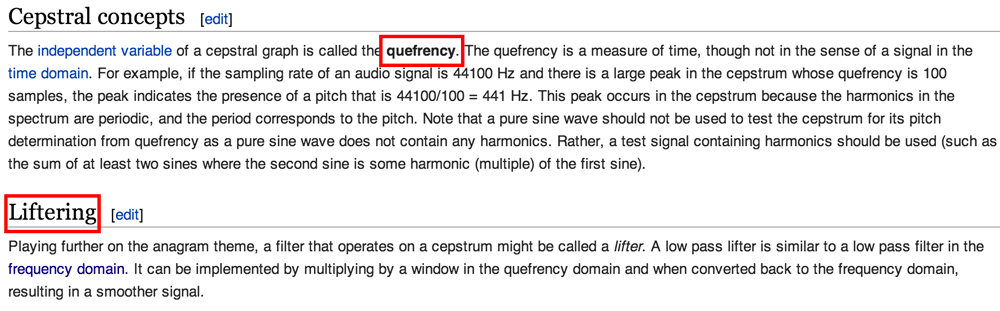 Cepstral concepts [edit]
The independent variable of a cepstral graph is called the quefrency. The quefrency is a measure of time, though not in the sense of a signal in the
time domain. For example, if the sampling rate of an audio signal is 44100 Hz and there is a large peak in the cepstrum whose quefrency is 100
samples, the peak indicates the presence of a pitch that is 44100/100 = 441 Hz. This peak occurs in the cepstrum because the harmonics in the
spectrum are periodic, and the period corresponds to the pitch. Note that a pure sine wave should not be used to test the cepstrum for its pitch
determination from quefrency as a pure sine wave does not contain any harmonics. Rather, a test signal containing harmonics should be used (such as
the sum of at least two sines where the second sine is some harmonic (multiple) of the first sine).
Liftering [edit]
Playing further on the anagram theme, a filter that operates on a cepstrum might be called a lifter. A low pass lifter is similar to a low pass filter in the
frequency domain. It can be implemented by multiplying by a window in the quefrency domain and when converted back to the frequency domain,
resulting in a smoother signal.